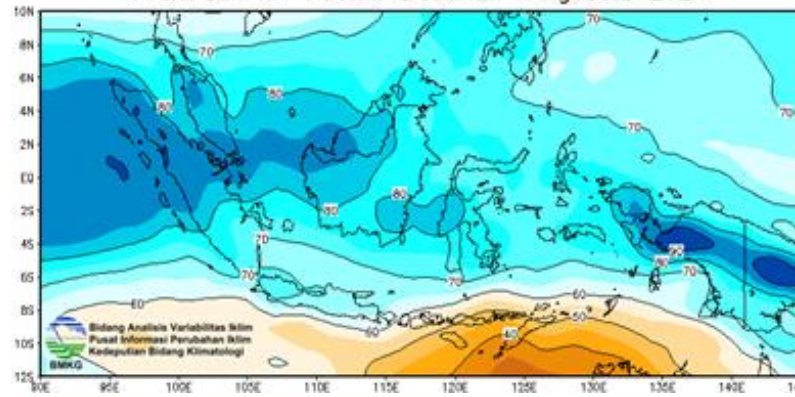 10N
8N
6N
4N
2N
EQ
2S
4S
6S
8S
10S
12S
90E
95E
100E
105E
110E
115E
120E
125E
130E
135E
140E
70
70
80
80
70
70
80
80
90
80
70
70
70
70
60
60
60
50
40
Bidang Analisis Variabilitas Iklim
Pusat Informasi Perubahan Iklim
Kedeputian Bidang Klimatologi
BMKG